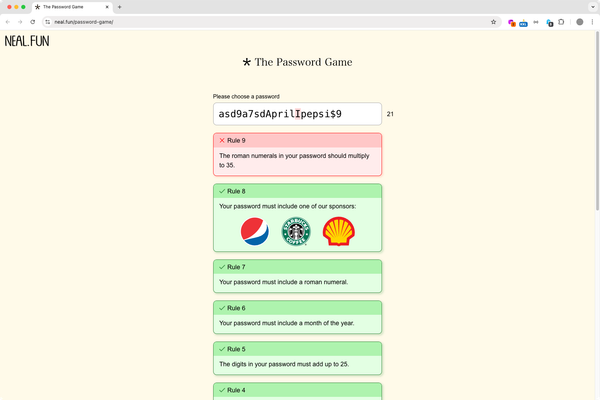 The Password Game
neal.fun/password-game/
NEAL.FUN
* The Password Game
Please choose a password
asd9a7sdAprilIpepsi$9
21
Rule 9
The roman numerals in your password should multiply
to 35.
Rule 8
Your password must include one of our sponsors:
STARBUCKS
COFFEE
Rule 7
Your password must include a roman numeral.
Rule 6
Your password must include a month of the year.
Rule 5
The digits in your password must add up to 25.
Rule 4